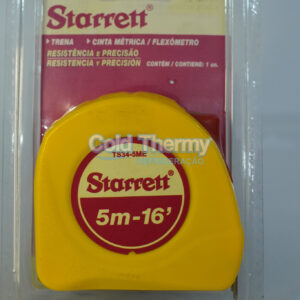 Starrett®
TRENA • CINTA MÉTRICA / FLEXÓMETRO
RESISTÊNCIA E PRECISÃO
RESISTENCIA Y PRECISIÓN
CONTÉM / CONTIENE: 1 un.
Cold Thermy
REFRIGERAÇÃO
TS34-5ME
Starrett
5m-16'